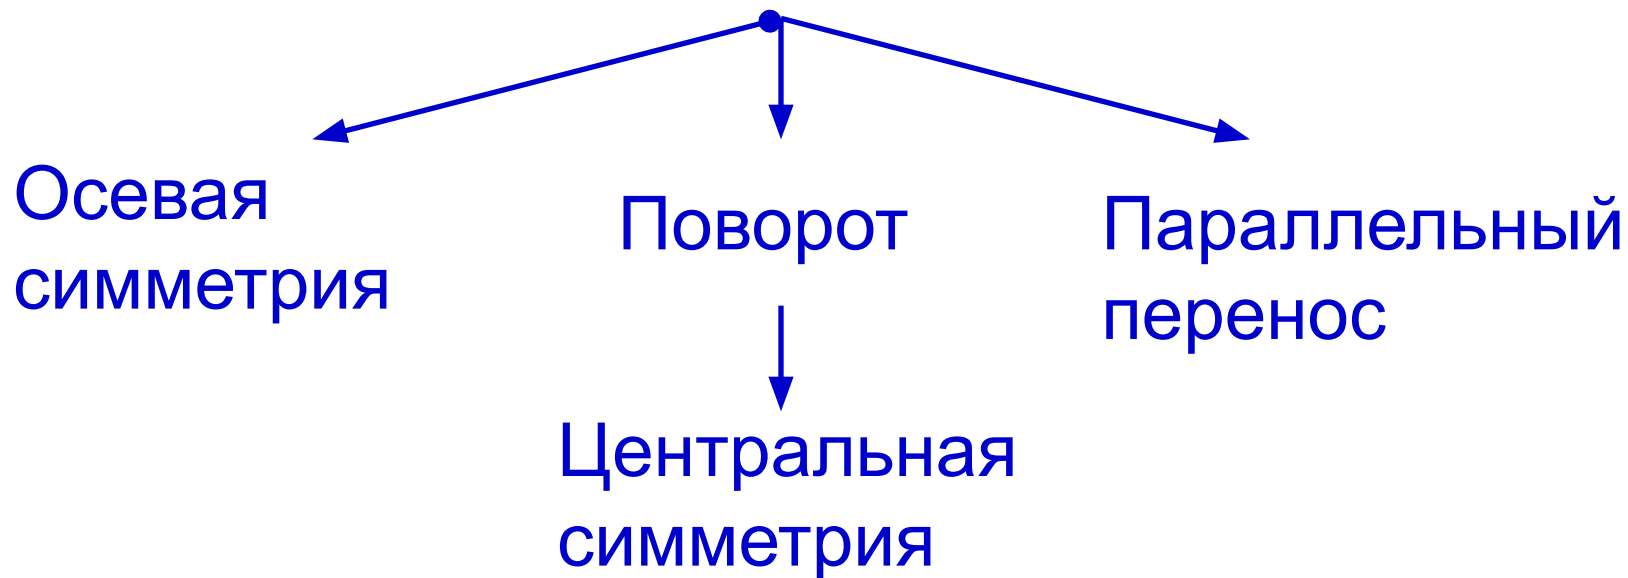 Осевая
симметрия
Поворот
Параллельный
перенос
Центральная
симметрия